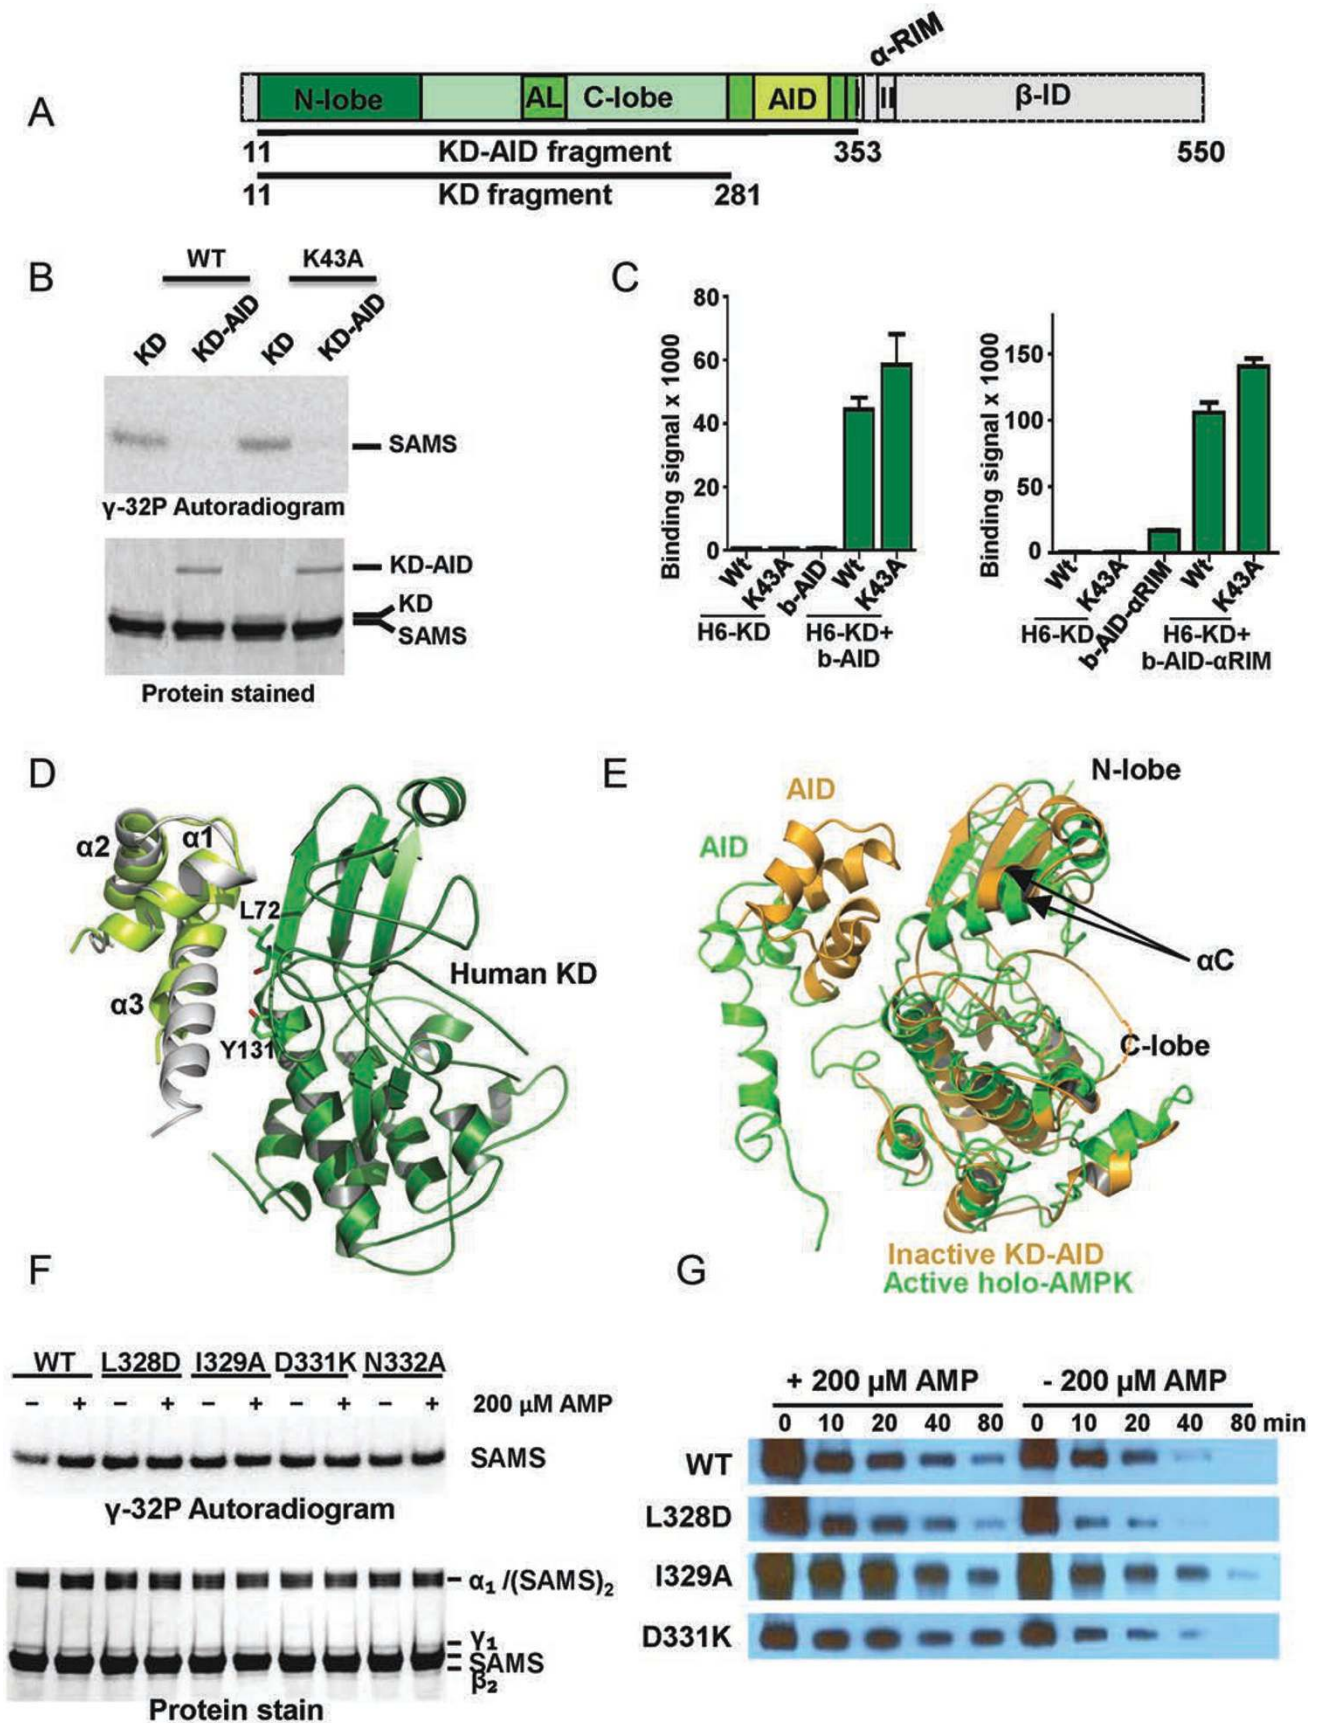 α-RIM
A
N-lobe AL C-lobe AID β-ID
11 KD-AID fragment 353 550
11 KD fragment 281
B
WT K43A
KD KD-AID KD KD-AID
SAMS
γ-32P Autoradiogram
KD-AID
KD
SAMS
Protein stained
C
Binding signal x 1000
80
60
40
20
0
Wt K43A b-AID Wt K43A
H6-KD H6-KD+
b-AID
Binding signal x 1000
150
100
50
0
Wt K43A b-AID-αRIM Wt K43A
H6-KD H6-KD+
b-AID-αRIM
D
α2 α1
L72
Human KD
α3
Y131
E
N-lobe
AID
AID
αC
C-lobe
Inactive KD-AID
Active holo-AMPK
F
WT L328D I329A D331K N332A
– + – + – + – + – + 200 µM AMP
SAMS
γ-32P Autoradiogram
α1 /(SAMS)2
γ1
SAMS
β2
Protein stain
G
+ 200 µM AMP - 200 µM AMP
0 10 20 40 80 0 10 20 40 80 min
WT
L328D
I329A
D331K